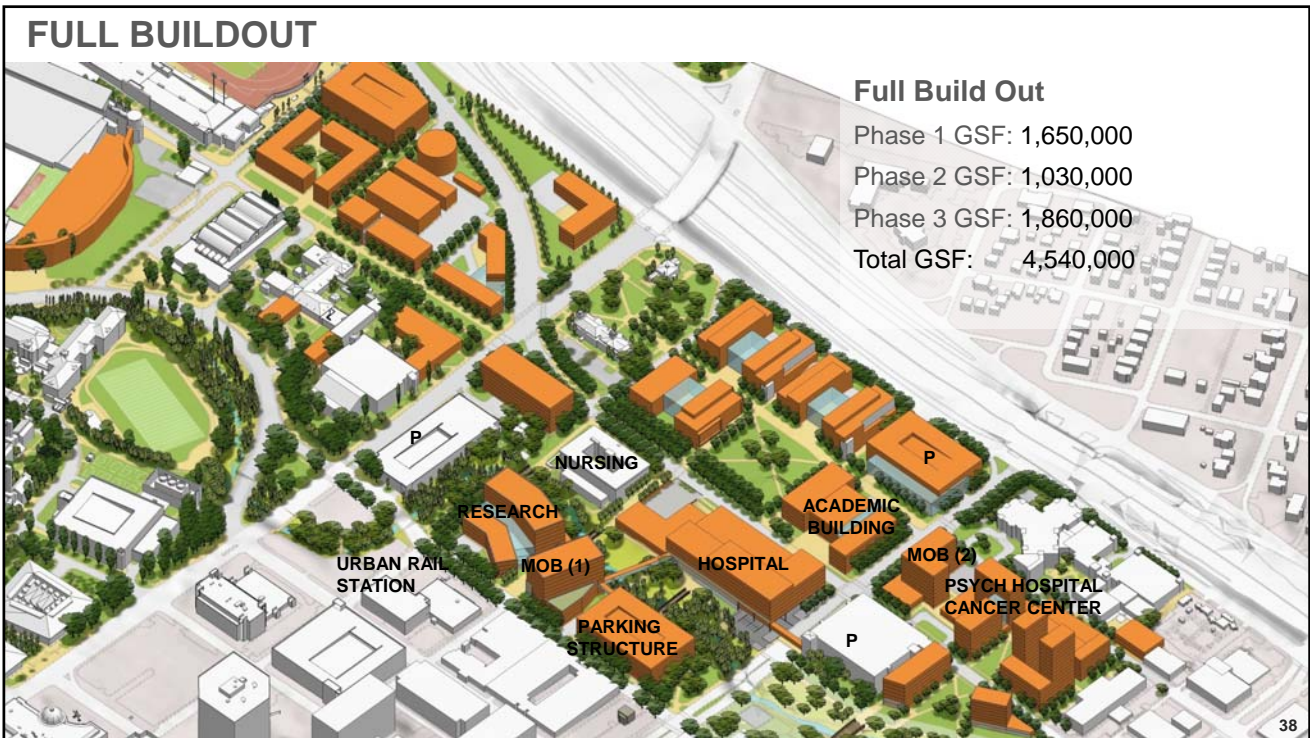 FULL BUILDOUT
Full Build Out
Phase 1 GSF: 1,650,000
Phase 2 GSF: 1,030,000
Phase 3 GSF: 1,860,000
Total GSF: 4,540,000
P
NURSING
P
RESEARCH
ACADEMIC
BUILDING
URBAN RAIL
STATION
MOB (1)
HOSPITAL
MOB (2)
PSYCH HOSPITAL
CANCER CENTER
PARKING
STRUCTURE
P
38